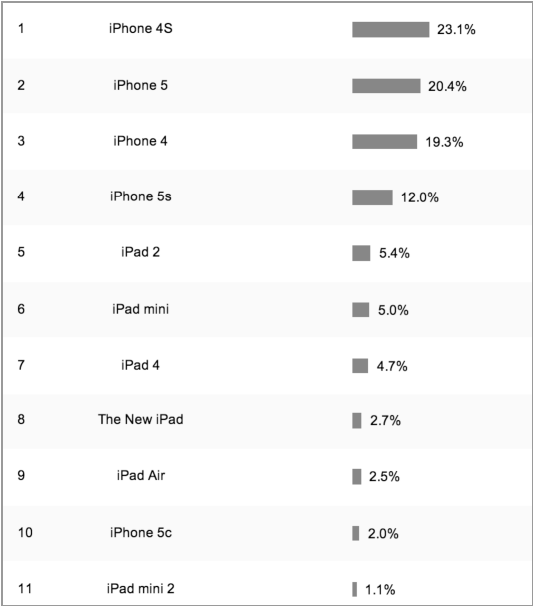 1 iPhone 4S 23.1%
2 iPhone 5 20.4%
3 iPhone 4 19.3%
4 iPhone 5s 12.0%
5 iPad 2 5.4%
6 iPad mini 5.0%
7 iPad 4 4.7%
8 The New iPad 2.7%
9 iPad Air 2.5%
10 iPhone 5c 2.0%
11 iPad mini 2 1.1%